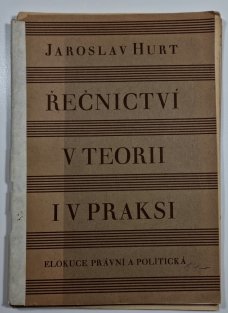 JAROSLAV HURT
ŘEČNICTVÍ
V TEORII
I V PRAKSI
ELOKUCE PRÁVNÍ A POLITICKÁ